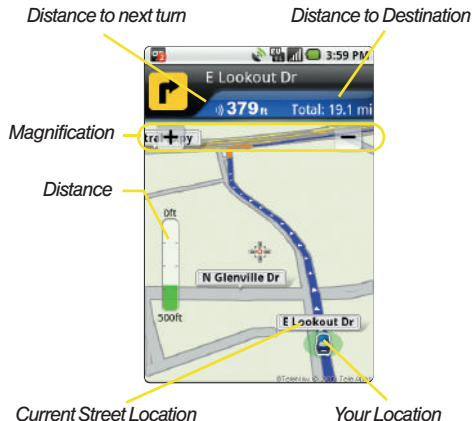 Distance to next turn
Distance to Destination
3:59 PM
E Lookout Dr
379 ft Total: 19.1 mi
Magnification
+ −
Distance
0ft
N Glenville Dr
500ft
E Lookout Dr
Current Street Location
Your Location